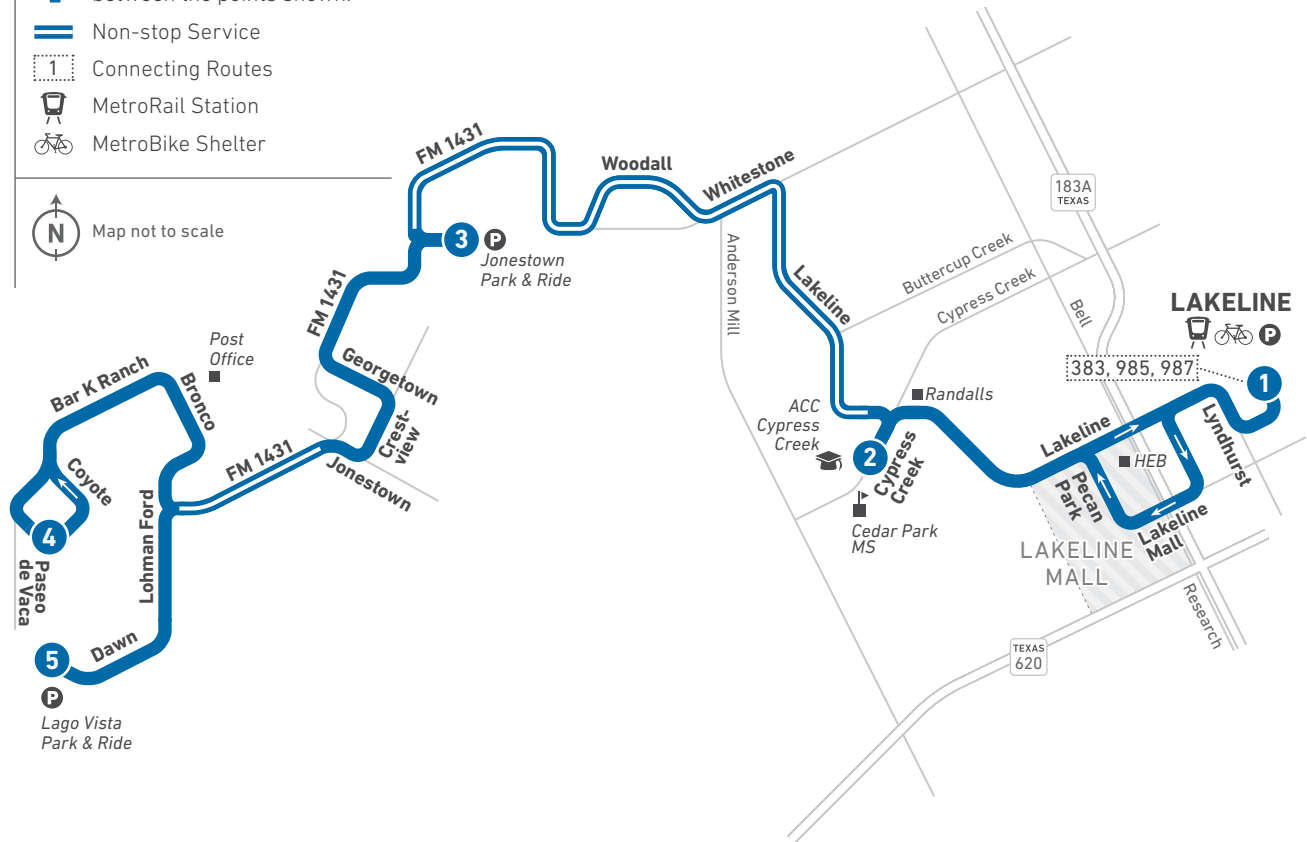 between the points shown.
Non-stop Service
1
Connecting Routes
MetroRail Station
MetroBike Shelter
N
Map not to scale
FM 1431
Woodall
Whitestone
183A
TEXAS
3
P
Jonestown
Park & Ride
Anderson Mill
Lakeline
Buttercup Creek
Cypress Creek
Bell
LAKELINE
P
383, 985, 987
1
FM 1431
Post
Office
Georgetown
Crest-
view
Jonestown
Bar K Ranch
Bronco
Coyote
FM 1431
4
Paseo
de Vaca
Lohman Ford
Dawn
5
P
Lago Vista
Park & Ride
Randalls
ACC
Cypress
Creek
2
Cypress
Creek
Cedar Park
MS
Lakeline
Lyndhurst
HEB
Pecan
Park
Lakeline
Mall
LAKELINE
MALL
Research
TEXAS
620